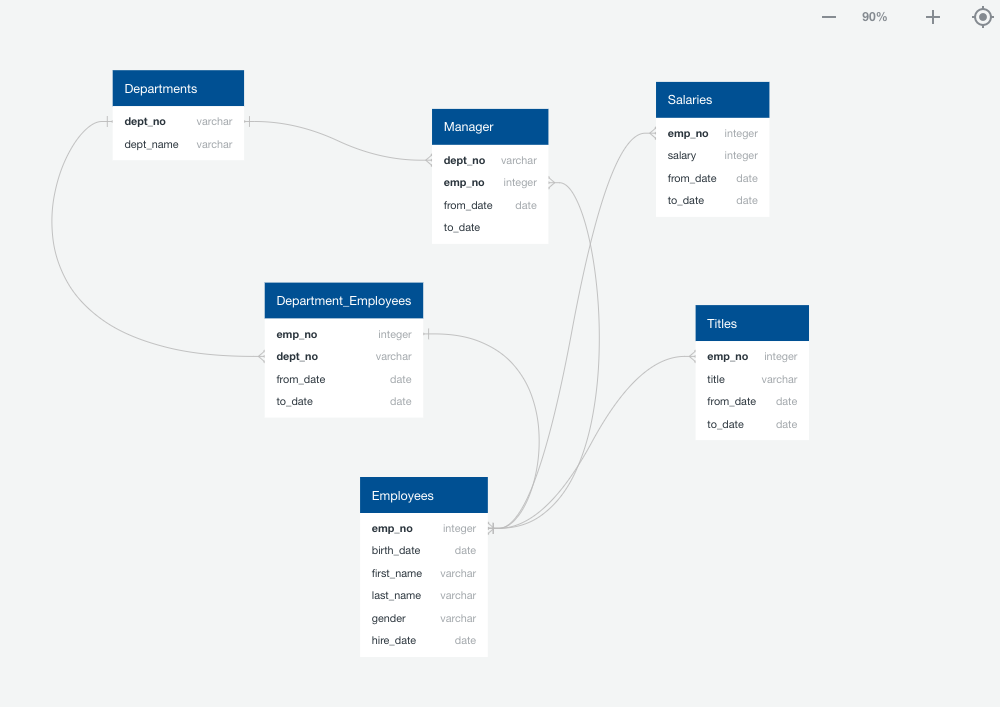 90%
Departments
dept_no varchar
dept_name varchar
Manager
dept_no varchar
emp_no integer
from_date date
to_date
Salaries
emp_no integer
salary integer
from_date date
to_date date
Department_Employees
emp_no integer
dept_no varchar
from_date date
to_date date
Titles
emp_no integer
title varchar
from_date date
to_date date
Employees
emp_no integer
birth_date date
first_name varchar
last_name varchar
gender varchar
hire_date date